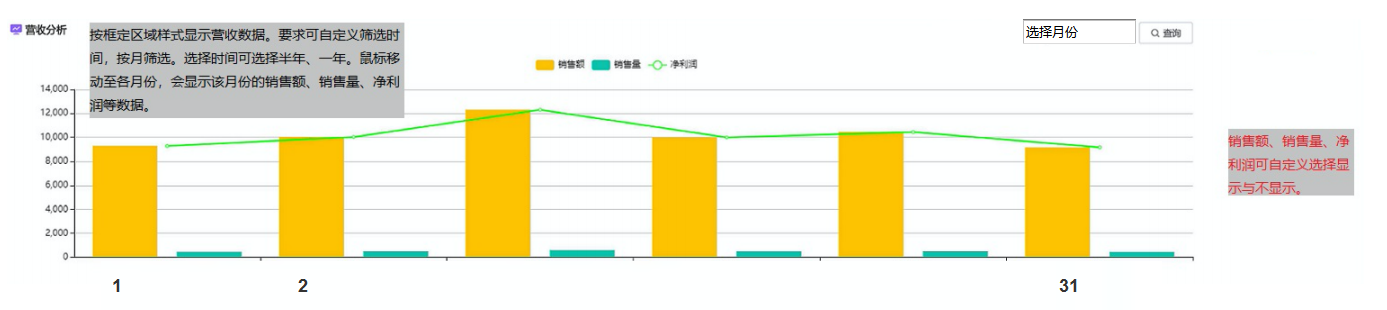 营收分析
按框定区域样式显示营收数据。要求可自定义筛选时
间，按月筛选。选择时间可选择半年、一年。鼠标移
动至各月份，会显示该月份的销售额、销售量、净利
润等数据。
选择月份
查询
销售额 销售量 净利润
14,000
12,000
10,000
8,000
6,000
4,000
2,000
0
销售额、销售量、净
利润可自定义选择显
示与不显示。
1 2 31